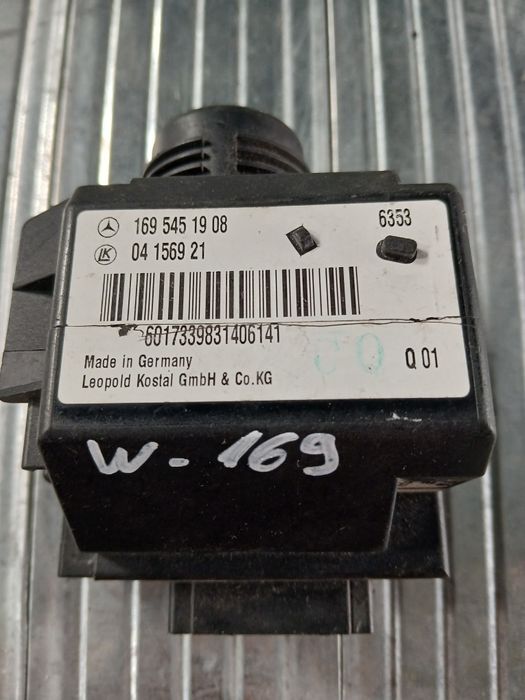 169 545 19 08
6353
LK
04 1569 21
6017339831406141
Made in Germany
Leopold Kostal GmbH & Co.KG
Q 01
W-169